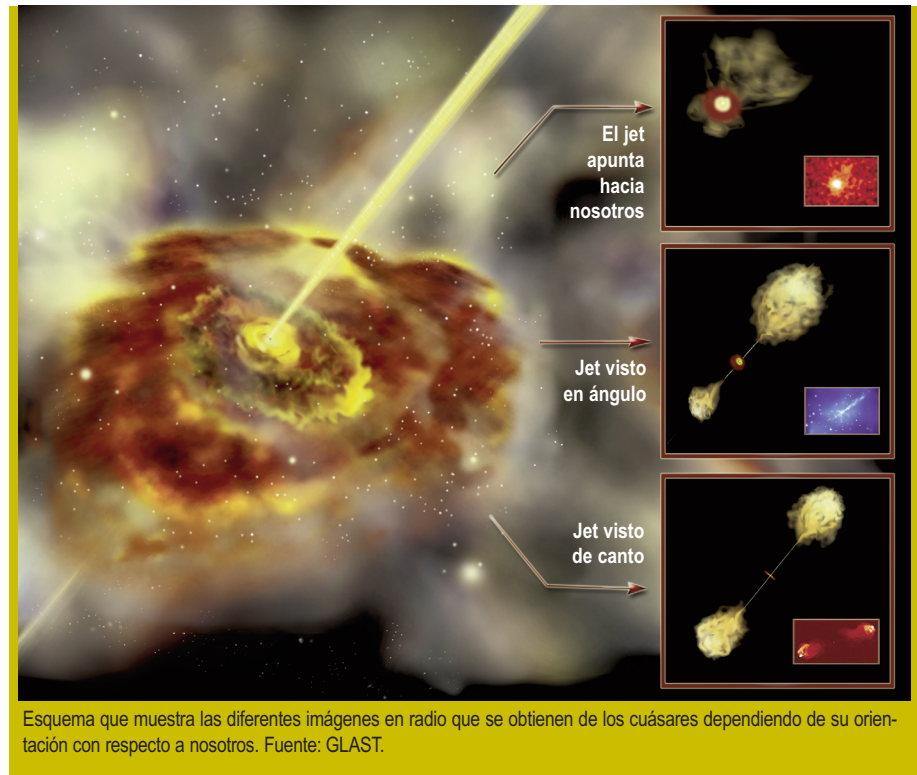 El jet
apunta
hacia
nosotros
Jet visto
en ángulo
Jet visto
de canto
Esquema que muestra las diferentes imágenes en radio que se obtienen de los cuásares dependiendo de su orien-
tación con respecto a nosotros. Fuente: GLAST.